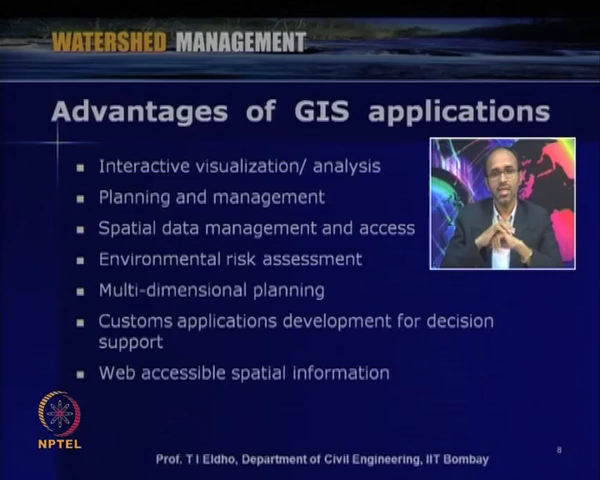 WATERSHED MANAGEMENT
Advantages of GIS applications
Interactive visualization/ analysis
Planning and management
Spatial data management and access
Environmental risk assessment
Multi-dimensional planning
Customs applications development for decision
support
Web accessible spatial information
NPTEL
Prof. T I Eldho, Department of Civil Engineering, IIT Bombay
8